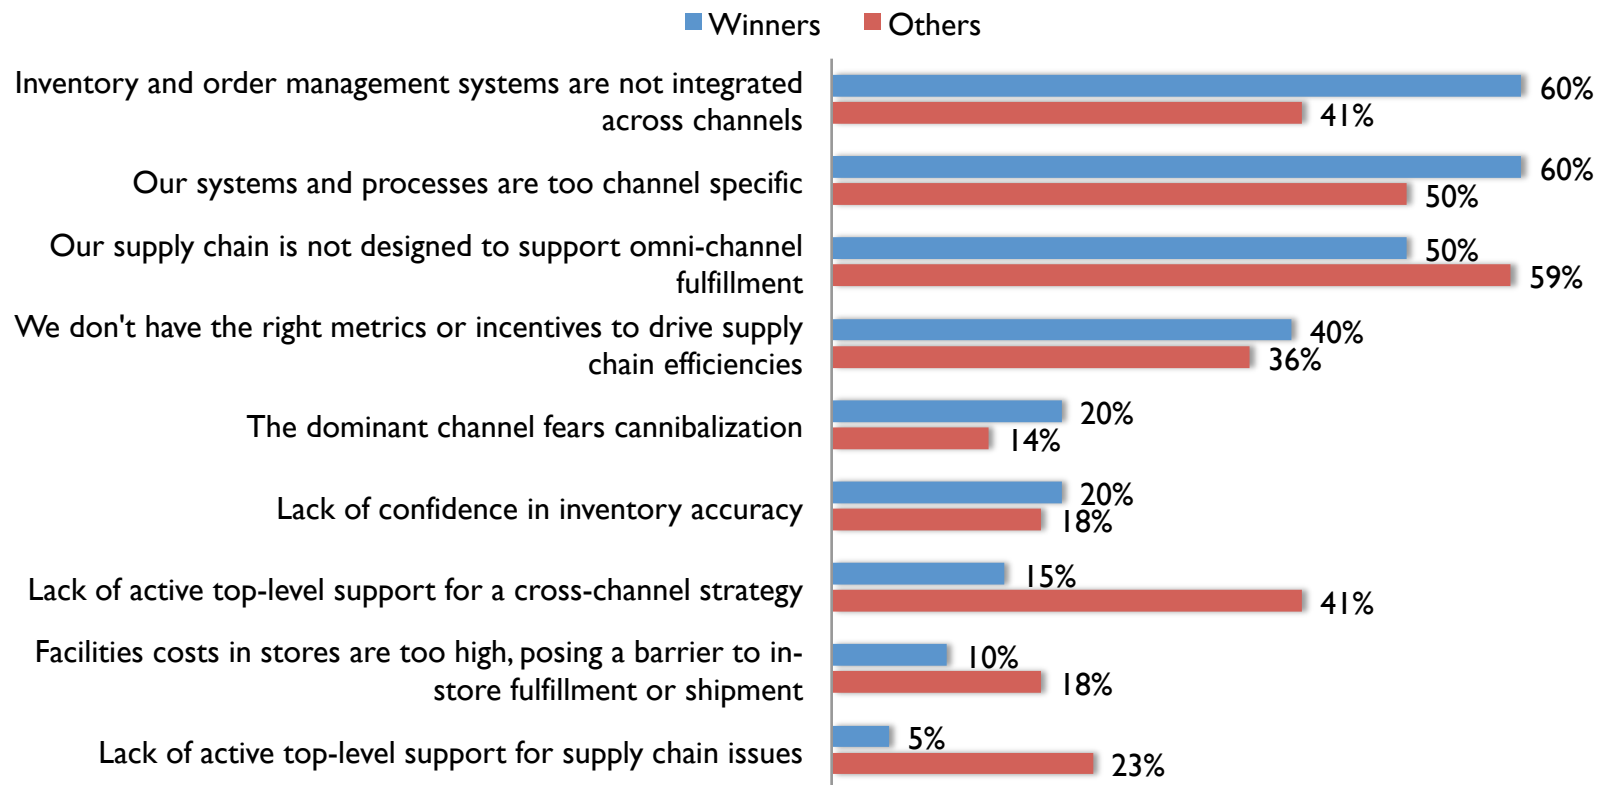 Winners Others
Inventory and order management systems are not integrated
across channels
60%
41%
Our systems and processes are too channel specific
60%
50%
Our supply chain is not designed to support omni-channel
fulfillment
50%
59%
We don't have the right metrics or incentives to drive supply
chain efficiencies
40%
36%
The dominant channel fears cannibalization
20%
14%
Lack of confidence in inventory accuracy
20%
18%
Lack of active top-level support for a cross-channel strategy
15%
41%
Facilities costs in stores are too high, posing a barrier to in-
store fulfillment or shipment
10%
18%
Lack of active top-level support for supply chain issues
5%
23%